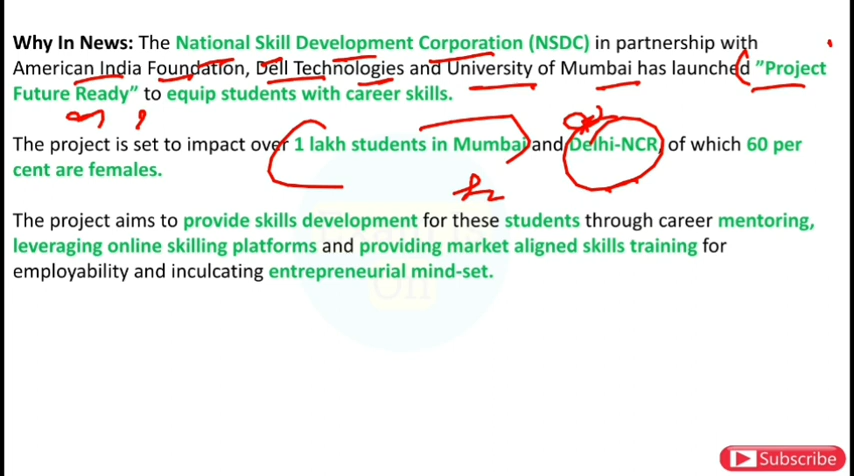 Why In News: The National Skill Development Corporation (NSDC) in partnership with
American India Foundation, Dell Technologies and University of Mumbai has launched "Project
Future Ready" to equip students with career skills.
The project is set to impact over 1 lakh students in Mumbai and Delhi-NCR, of which 60 per
cent are females.
The project aims to provide skills development for these students through career mentoring,
leveraging online skilling platforms and providing market aligned skills training for
employability and inculcating entrepreneurial mind-set.
Subscribe